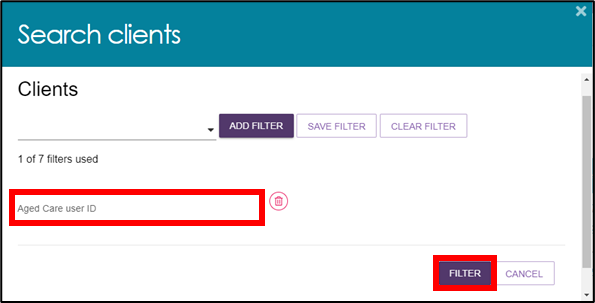 Search clients
Clients
ADD FILTER SAVE FILTER CLEAR FILTER
1 of 7 filters used
Aged Care user ID
FILTER CANCEL